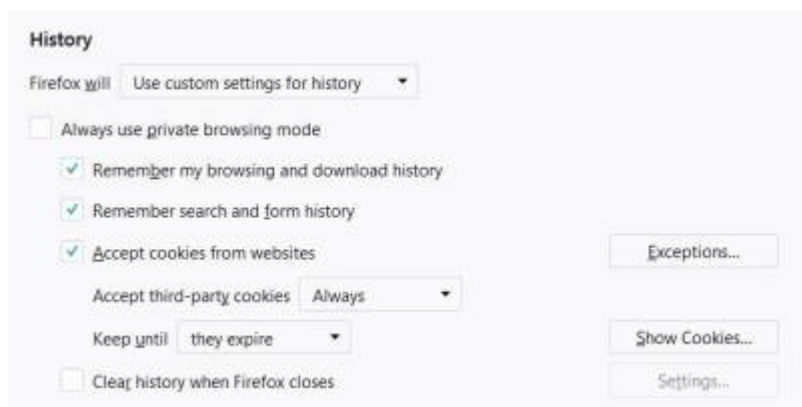 History
Firefox will Use custom settings for history
Always use private browsing mode
Remember my browsing and download history
Remember search and form history
Accept cookies from websites Exceptions...
Accept third-party cookies Always
Keep until they expire Show Cookies...
Clear history when Firefox closes Settings...